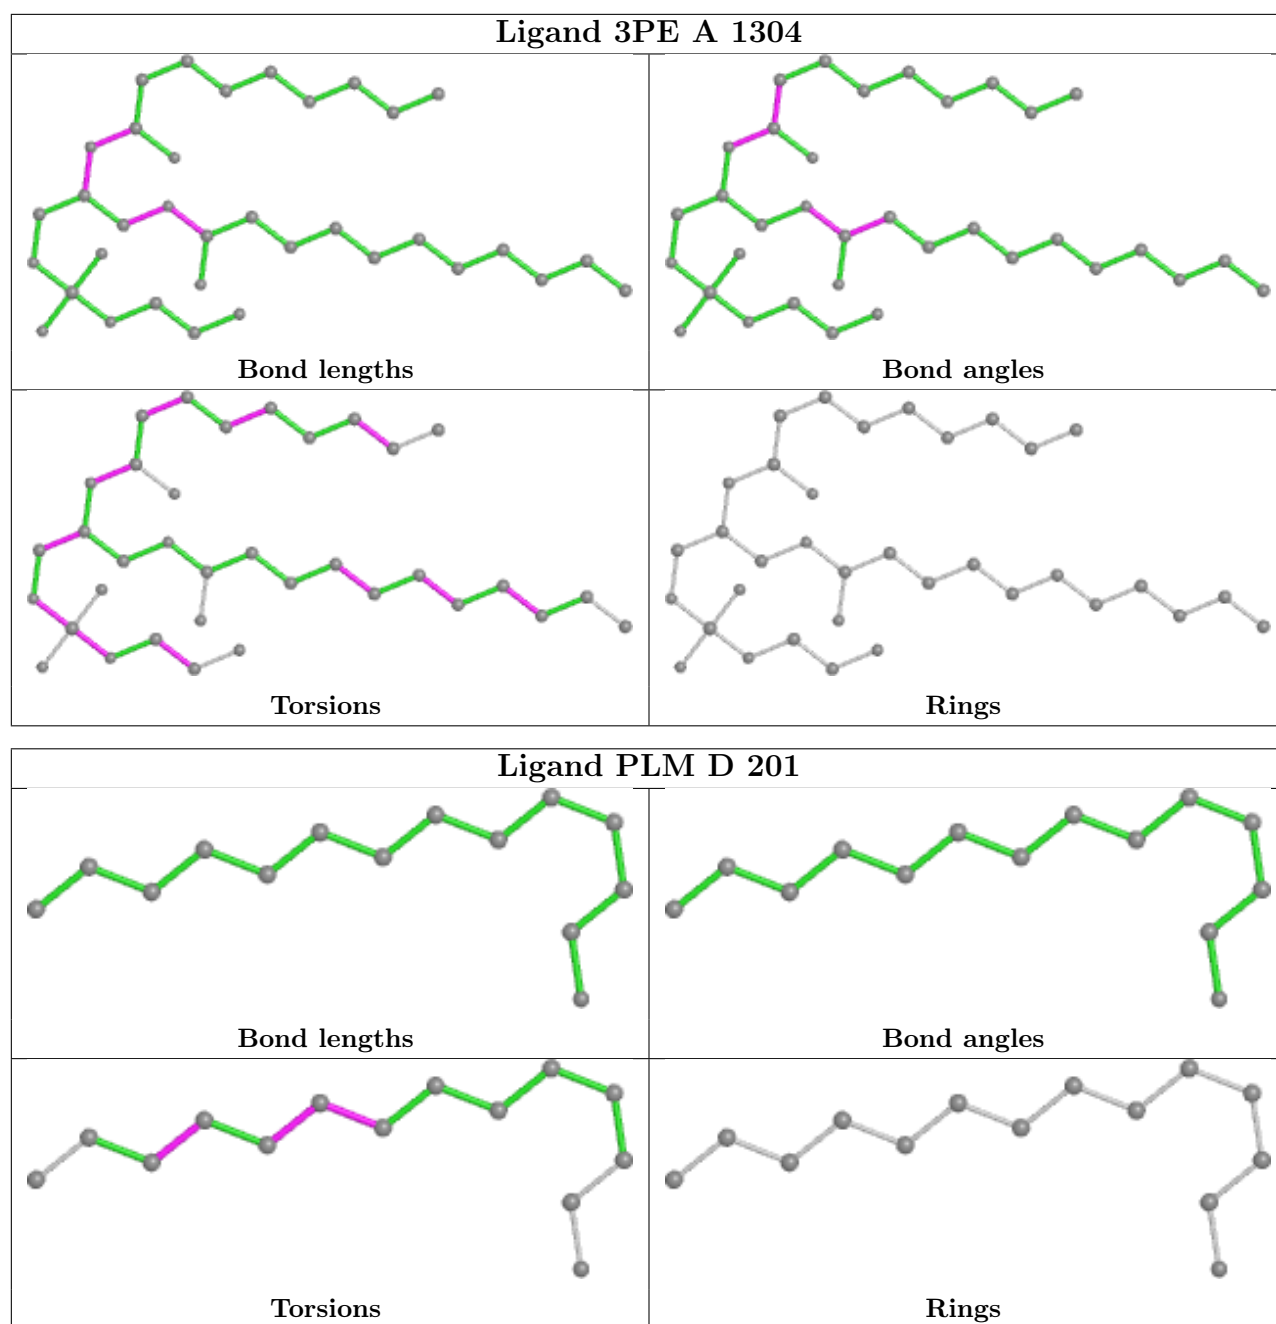 Ligand 3PE A 1304
Bond lengths
Bond angles
Torsions
Rings
Ligand PLM D 201
Bond lengths
Bond angles
Torsions
Rings